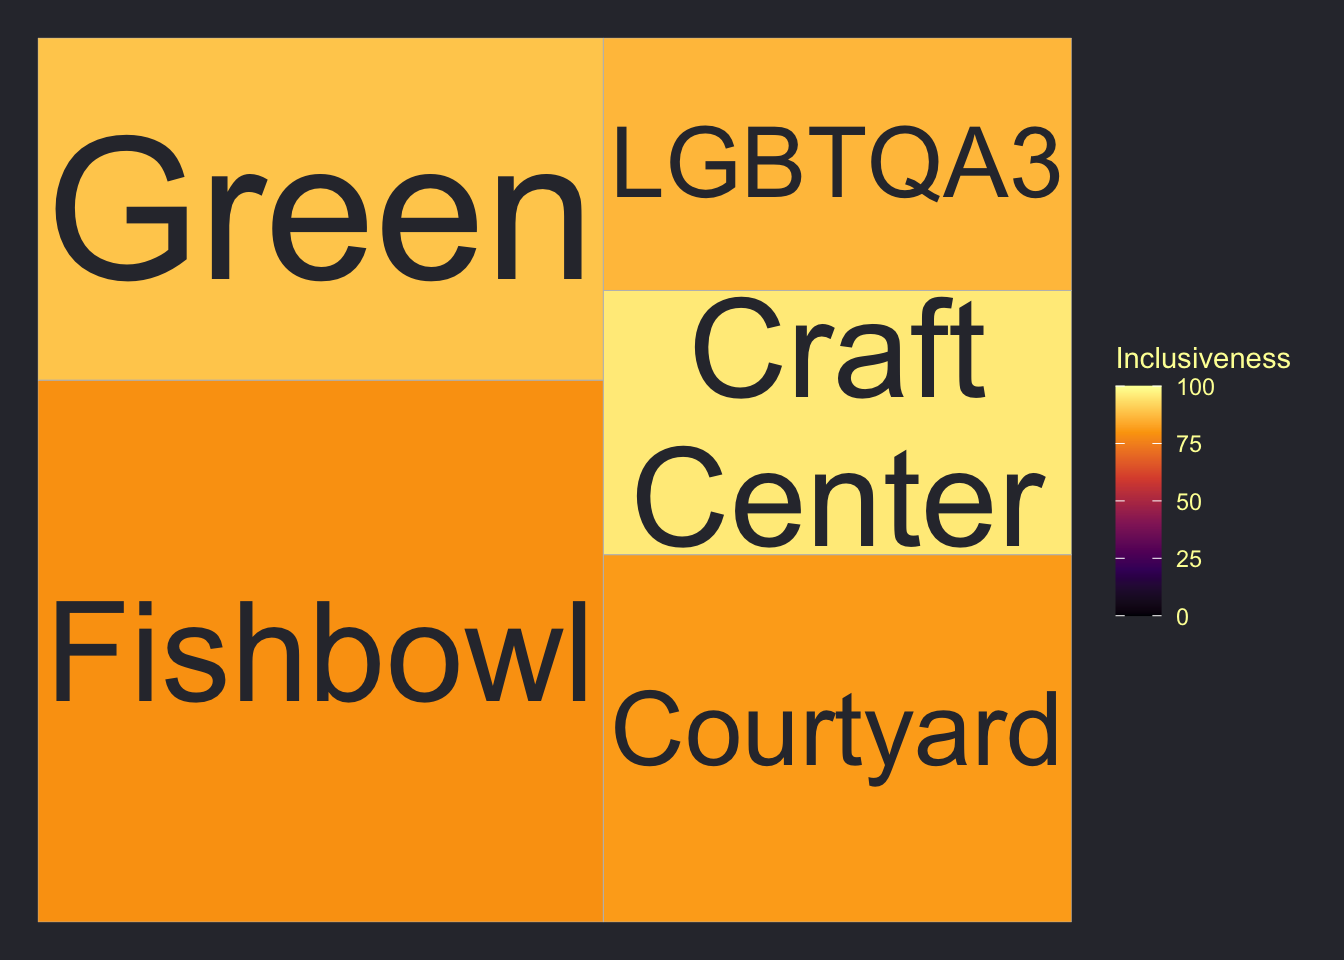 Green
LGBTQA3
Craft
Center
Fishbowl
Courtyard
Inclusiveness
100
75
50
25
0